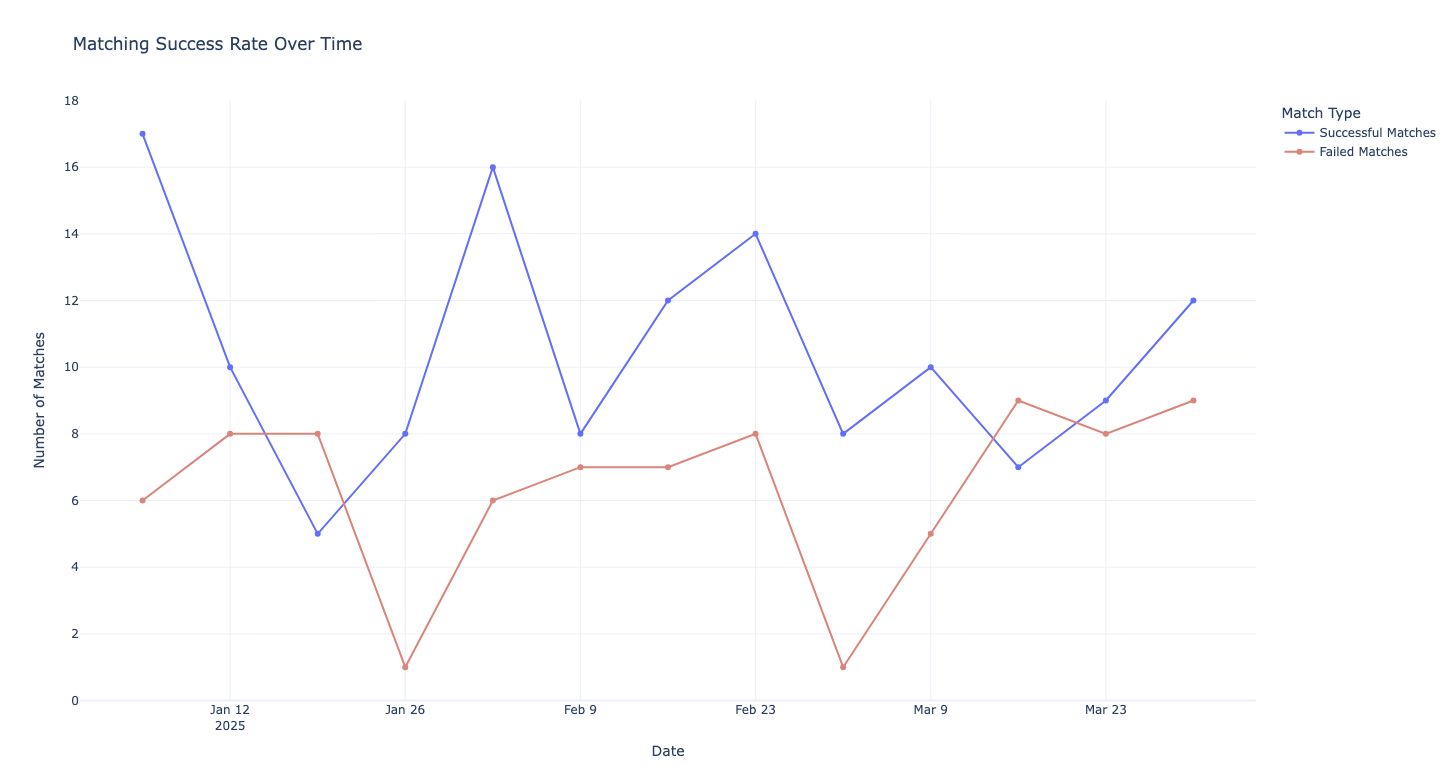 Matching Success Rate Over Time
Match Type
Successful Matches
Failed Matches
Number of Matches
18
16
14
12
10
8
6
4
2
0
Jan 12
2025
Jan 26
Feb 9
Feb 23
Mar 9
Mar 23
Date